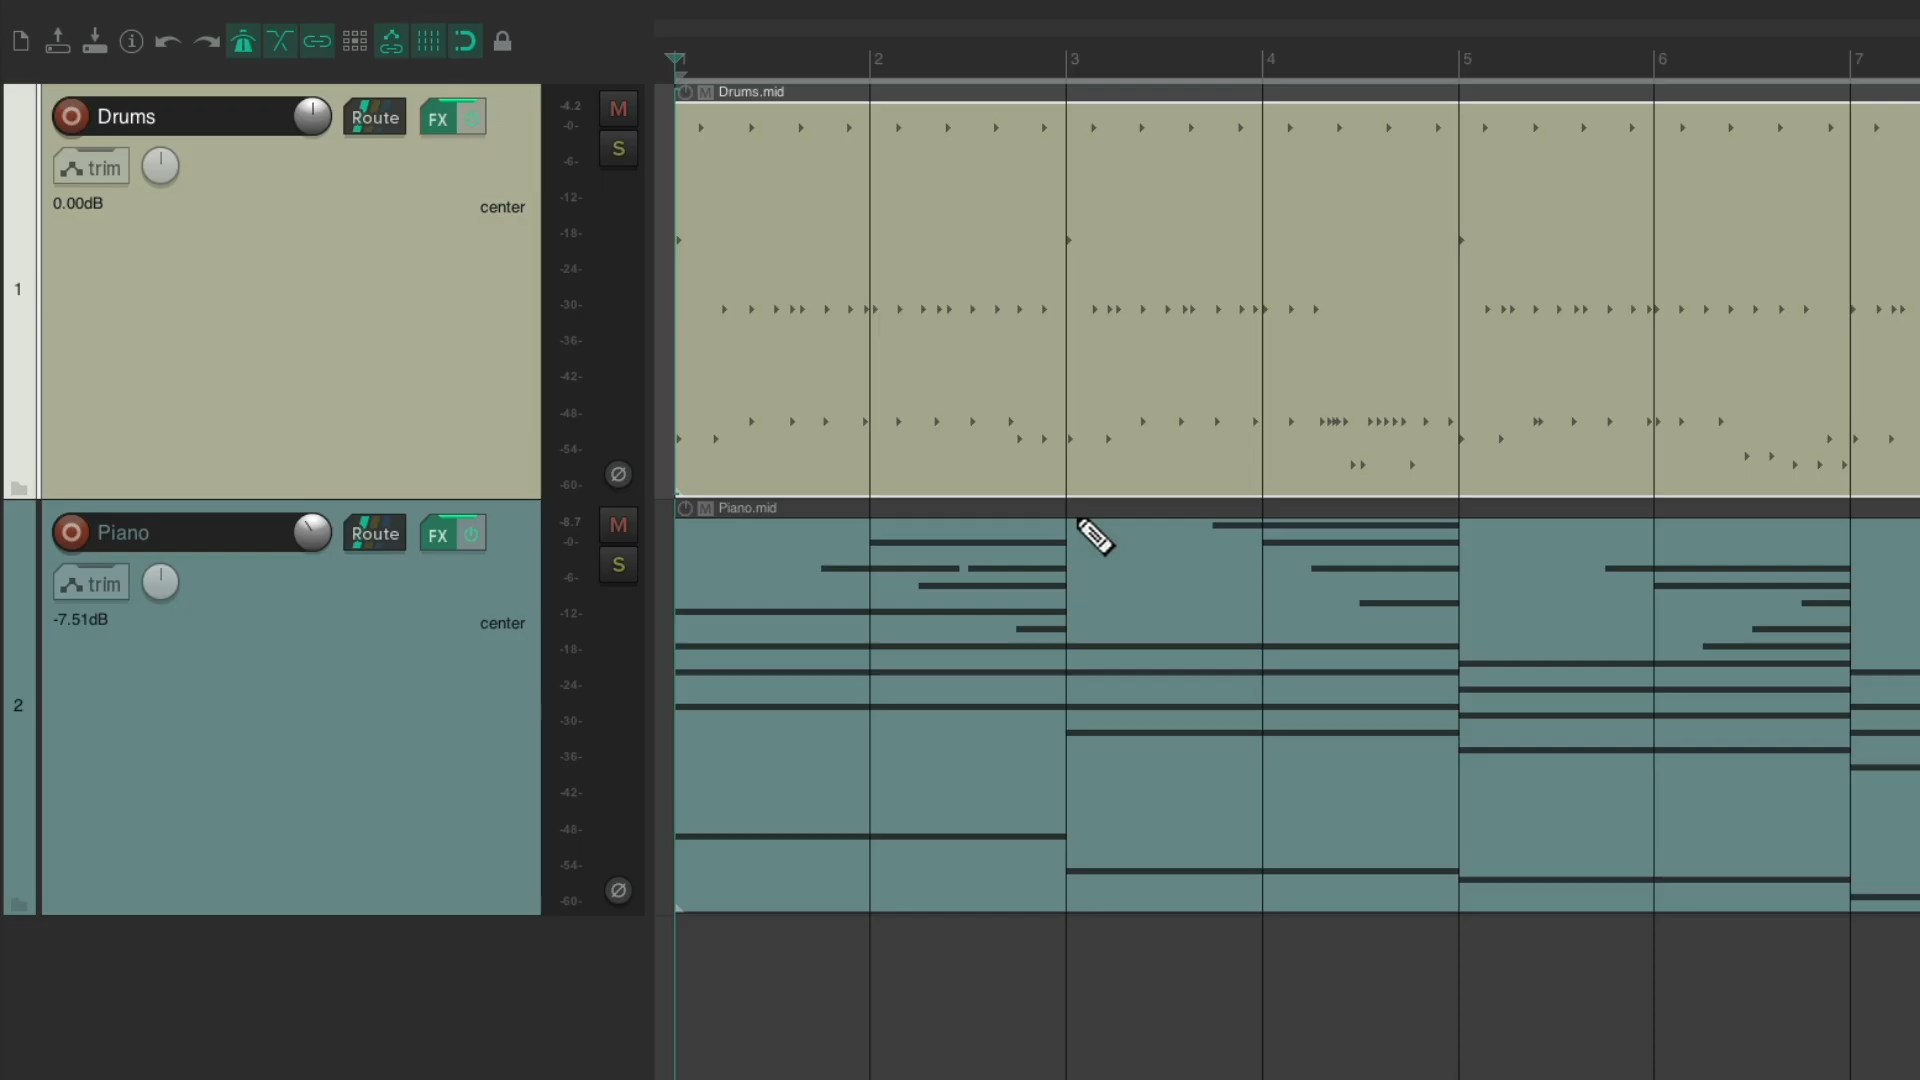 1 2 3 4 5 6 7
Drums Route FX
trim
0.00dB
center
1
-4.2
-0-
-6-
-12-
-18-
-24-
-30-
-36-
-42-
-48-
-54-
-60-
M
S
M Drums.mid
Piano Route FX
trim
-7.51dB
center
2
-8.7
-0-
-6-
-12-
-18-
-24-
-30-
-36-
-42-
-48-
-54-
-60-
M
S
M Piano.mid